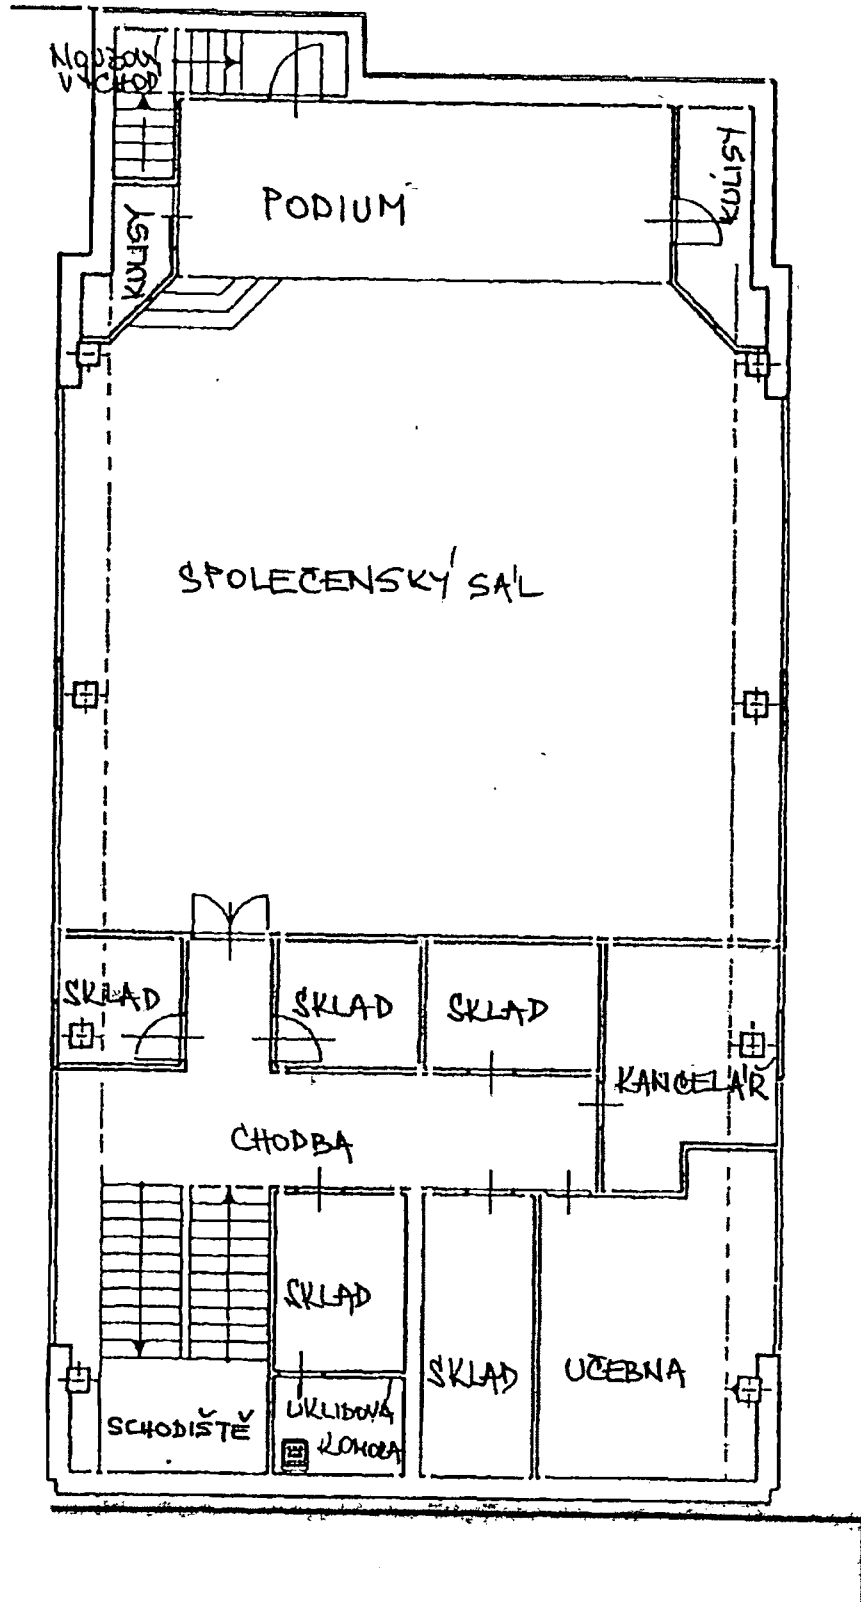 NOUZOVÝ
VÝCHOD
KULISY
PODIUM
KULISY
SPOLEČENSKÝ SÁL
SKLAD
SKLAD
SKLAD
KANCELÁŘ
CHODBA
SKLAD
SKLAD
UČEBNA
SCHODIŠTĚ
ÚKLIDOVÁ
KOMORA